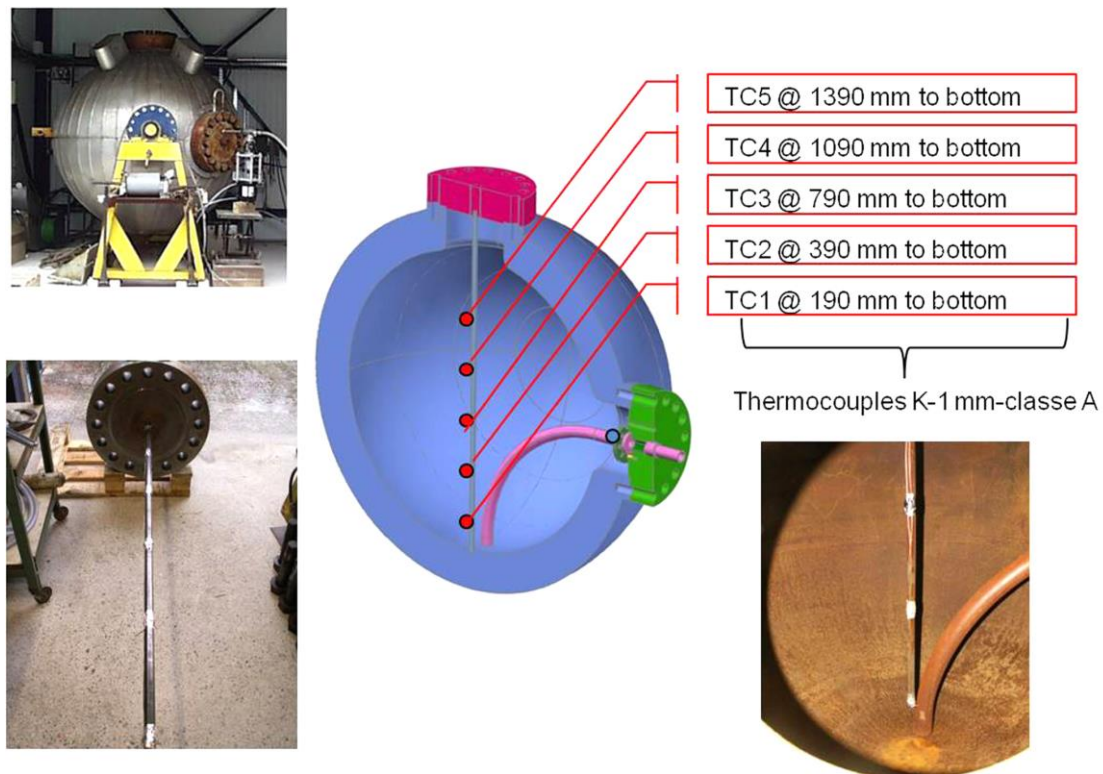 TC5 @ 1390 mm to bottom
TC4 @ 1090 mm to bottom
TC3 @ 790 mm to bottom
TC2 @ 390 mm to bottom
TC1 @ 190 mm to bottom
Thermocouples K-1 mm-classe A